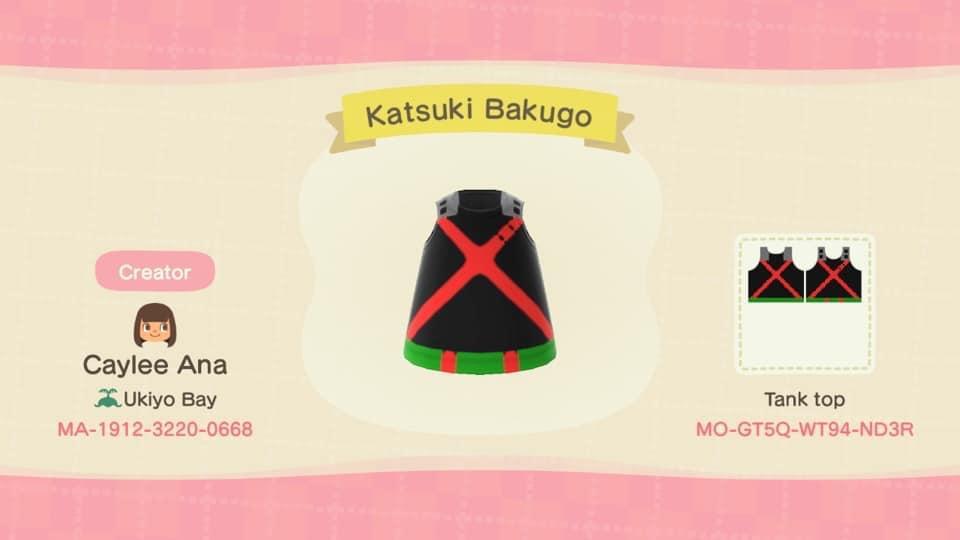 Katsuki Bakugo
Creator
Caylee Ana
Ukiyo Bay
MA-1912-3220-0668
Tank top
MO-GT5Q-WT94-ND3R